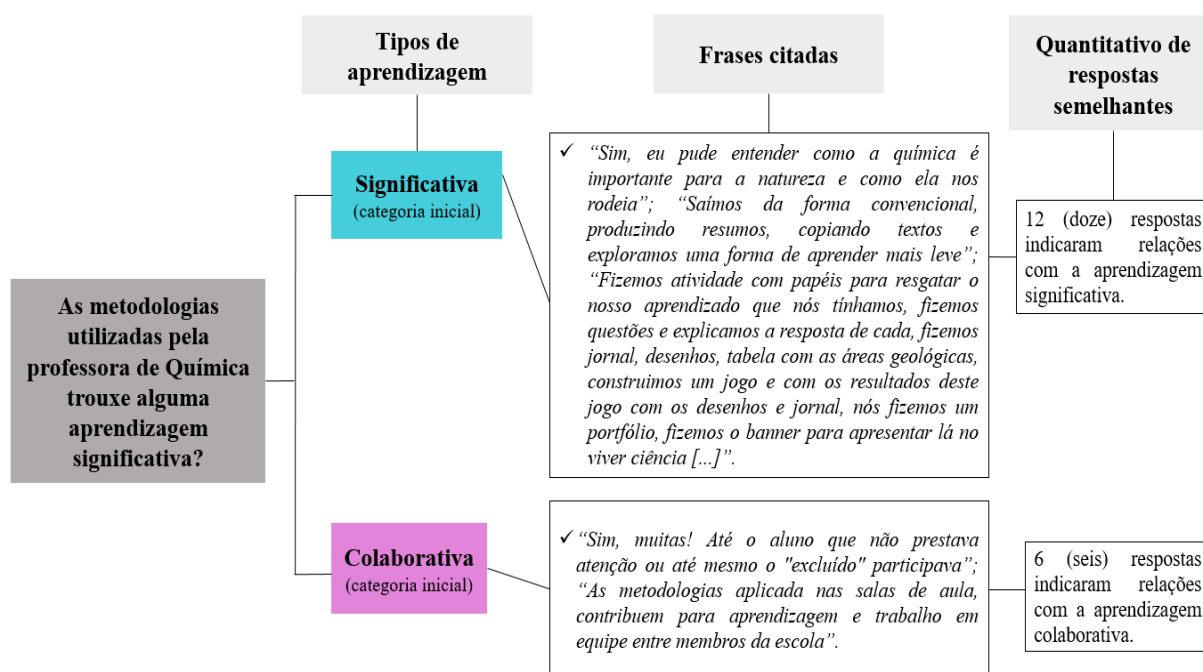 Tipos de
aprendizagem
Frases citadas
Quantitativo de
respostas
semelhantes
As metodologias
utilizadas pela
professora de Química
trouxe alguma
aprendizagem
significativa?
Significativa
(categoria inicial)
✓ “Sim, eu pude entender como a química é
importante para a natureza e como ela nos
rodeia”; “Saímos da forma convencional,
produzindo resumos, copiando textos e
exploramos uma forma de aprender mais leve”;
“Fizemos atividade com papéis para resgatar o
nosso aprendizado que nós tínhamos, fizemos
questões e explicamos a resposta de cada, fizemos
jornal, desenhos, tabela com as áreas geológicas,
construimos um jogo e com os resultados deste
jogo com os desenhos e jornal, nós fizemos um
portfólio, fizemos o banner para apresentar lá no
viver ciência [...]”.
12 (doze) respostas
indicaram relações
com a aprendizagem
significativa.
Colaborativa
(categoria inicial)
✓ “Sim, muitas! Até o aluno que não prestava
atenção ou até mesmo o "excluído" participava”;
“As metodologias aplicada nas salas de aula,
contribuem para aprendizagem e trabalho em
equipe entre membros da escola”.
6 (seis) respostas
indicaram relações
com a aprendizagem
colaborativa.